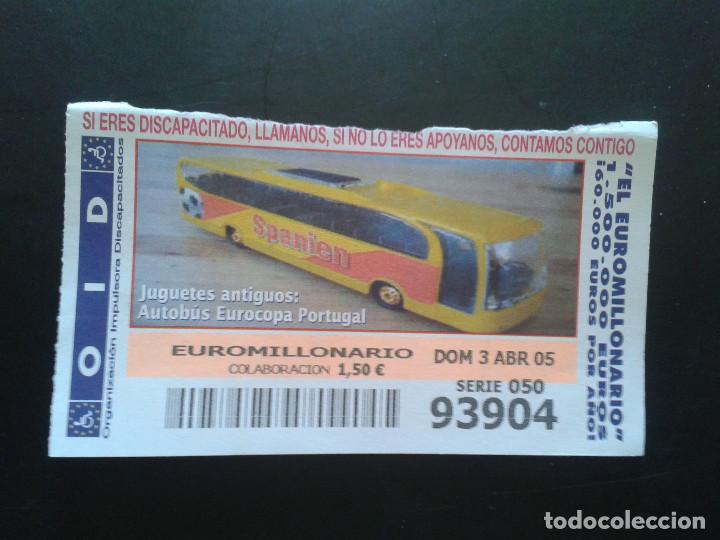 SI ERES DISCAPACITADO, LLAMANOS, SI NO LO ERES APOYANOS, CONTAMOS CONTIGO
OID
Organización Impulsora Discapacitados
Spanien
Juguetes antiguos:
Autobús Eurocopa Portugal
EUROMILLONARIO
COLABORACION 1,50 €
DOM 3 ABR 05
SERIE 050
93904
"EL EUROMILLONARIO"
1.500.000 EUROS
¡60.000 EUROS POR AÑO!
todocoleccion